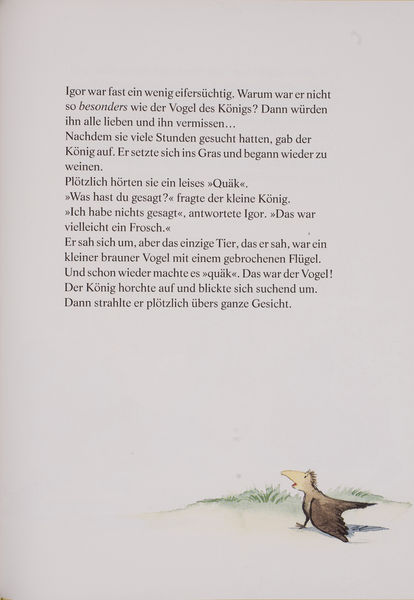 Igor war fast ein wenig eifersüchtig. Warum war er nicht
so besonders wie der Vogel des Königs? Dann würden
ihn alle lieben und ihn vermissen…
Nachdem sie viele Stunden gesucht hatten, gab der
König auf. Er setzte sich ins Gras und begann wieder zu
weinen.
Plötzlich hörten sie ein leises »Quäk«.
»Was hast du gesagt?« fragte der kleine König.
»Ich habe nichts gesagt«, antwortete Igor. »Das war
vielleicht ein Frosch.«
Er sah sich um, aber das einzige Tier, das er sah, war ein
kleiner brauner Vogel mit einem gebrochenen Flügel.
Und schon wieder machte es »quäk«. Das war der Vogel!
Der König horchte auf und blickte sich suchend um.
Dann strahlte er plötzlich übers ganze Gesicht.